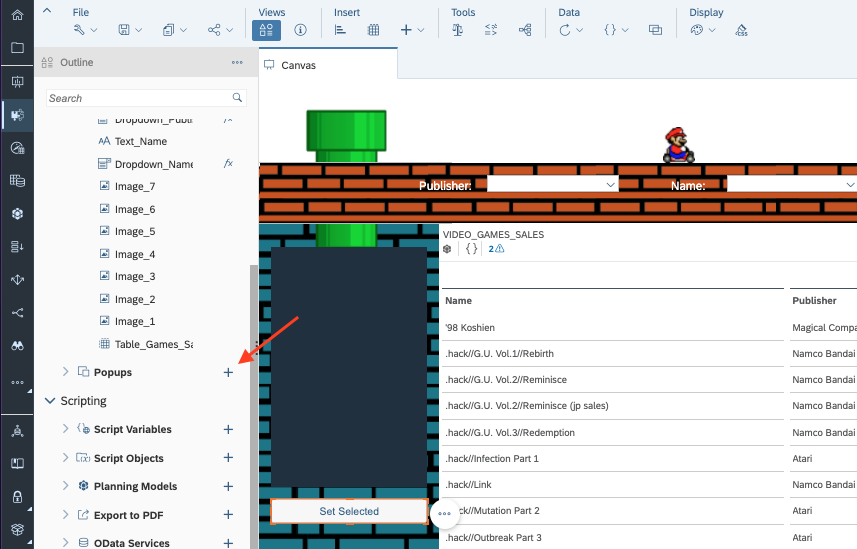 File
Views
Insert
Tools
Data
Display
Outline
Canvas
Search
Text_Name
Dropdown_Name fx
Image_7
Image_6
Image_5
Image_4
Image_3
Image_2
Image_1
Table_Games_Sa
Popups +
Scripting
Script Variables +
Script Objects +
Planning Models +
Export to PDF +
OData Services +
Publisher:
Name:
VIDEO_GAMES_SALES
{} 2
Name Publisher
'98 Koshien Magical Compa
.hack//G.U. Vol.1//Rebirth Namco Bandai
.hack//G.U. Vol.2//Reminisce Namco Bandai
.hack//G.U. Vol.2//Reminisce (jp sales) Namco Bandai
.hack//G.U. Vol.3//Redemption Namco Bandai
.hack//Infection Part 1 Atari
.hack//Link Namco Bandai
.hack//Mutation Part 2 Atari
.hack//Outbreak Part 3 Atari
Set Selected